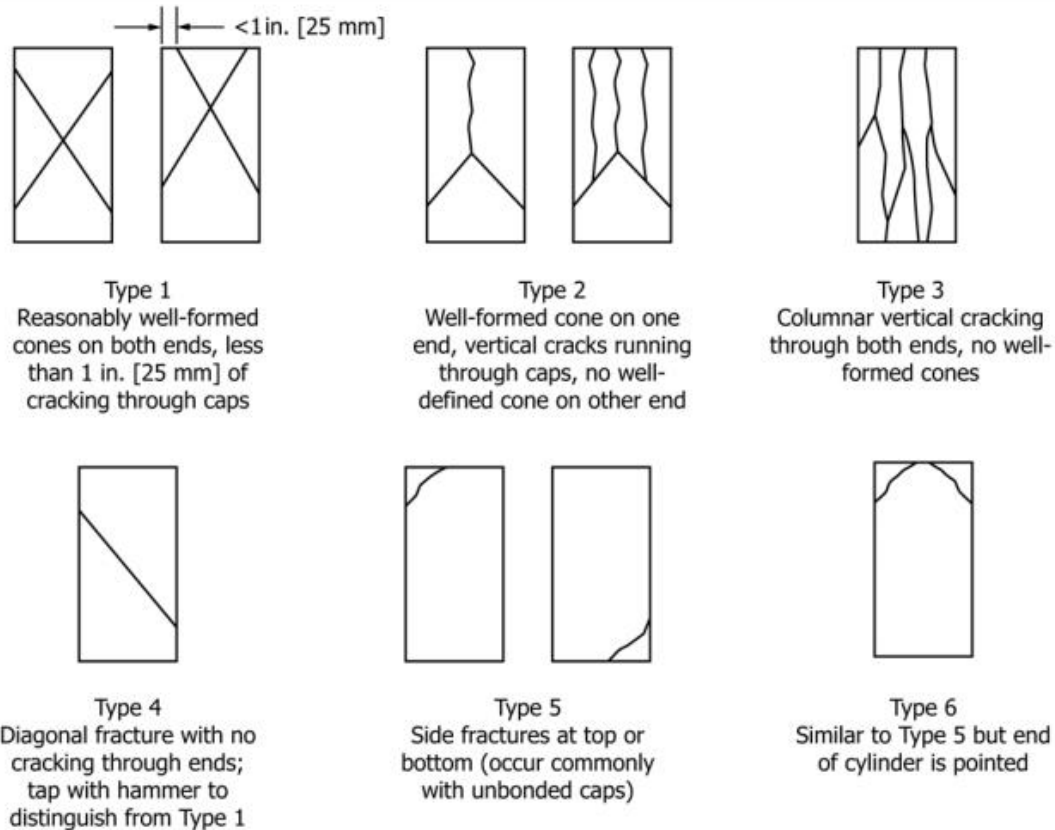 <1in. [25 mm]
Type 1
Reasonably well-formed
cones on both ends, less
than 1 in. [25 mm] of
cracking through caps
Type 2
Well-formed cone on one
end, vertical cracks running
through caps, no well-
defined cone on other end
Type 3
Columnar vertical cracking
through both ends, no well-
formed cones
Type 4
Diagonal fracture with no
cracking through ends;
tap with hammer to
distinguish from Type 1
Type 5
Side fractures at top or
bottom (occur commonly
with unbonded caps)
Type 6
Similar to Type 5 but end
of cylinder is pointed